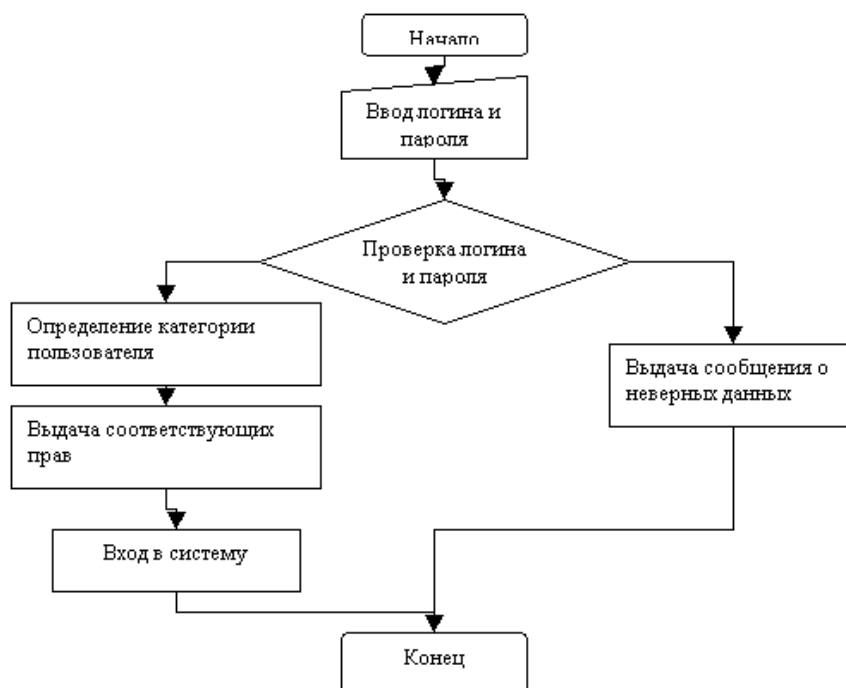 Начало
Ввод логина и
пароля
Проверка логина
и пароля
Определение категории
пользователя
Выдача сообщения о
неверных данных
Выдача соответствующих
прав
Вход в систему
Конец